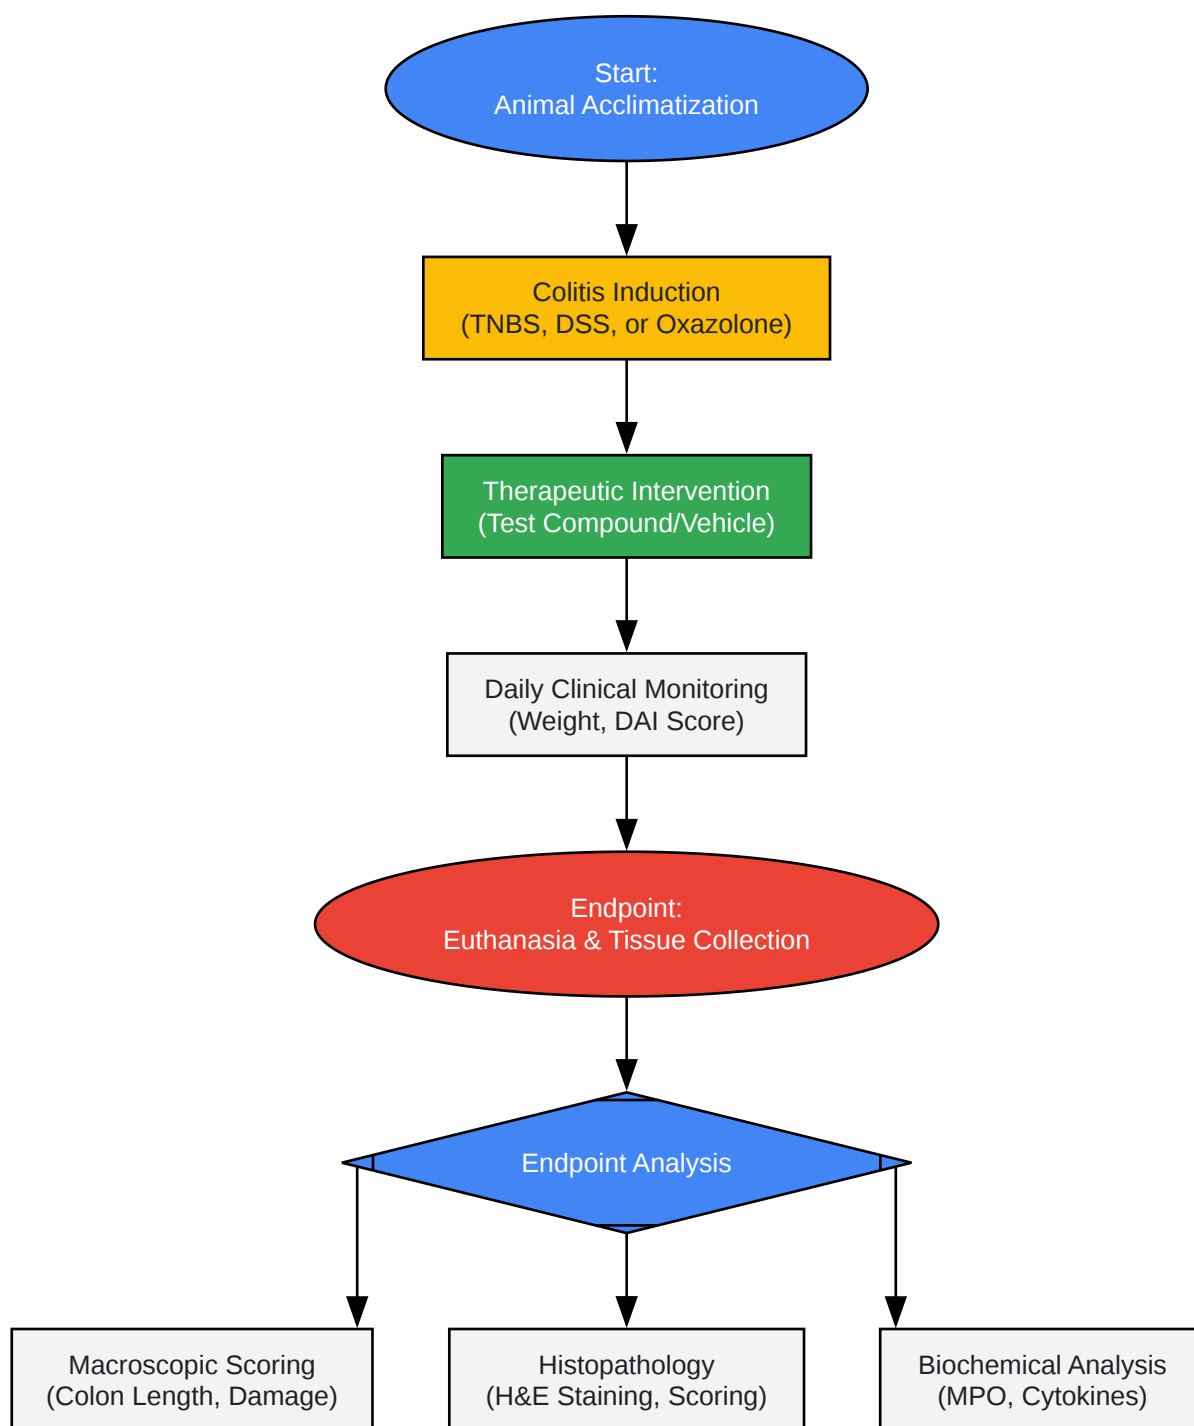 Start:
Animal Acclimatization
Colitis Induction
(TNBS, DSS, or Oxazolone)
Therapeutic Intervention
(Test Compound/Vehicle)
Daily Clinical Monitoring
(Weight, DAI Score)
Endpoint:
Euthanasia & Tissue Collection
Endpoint Analysis
Macroscopic Scoring
(Colon Length, Damage)
Histopathology
(H&E Staining, Scoring)
Biochemical Analysis
(MPO, Cytokines)